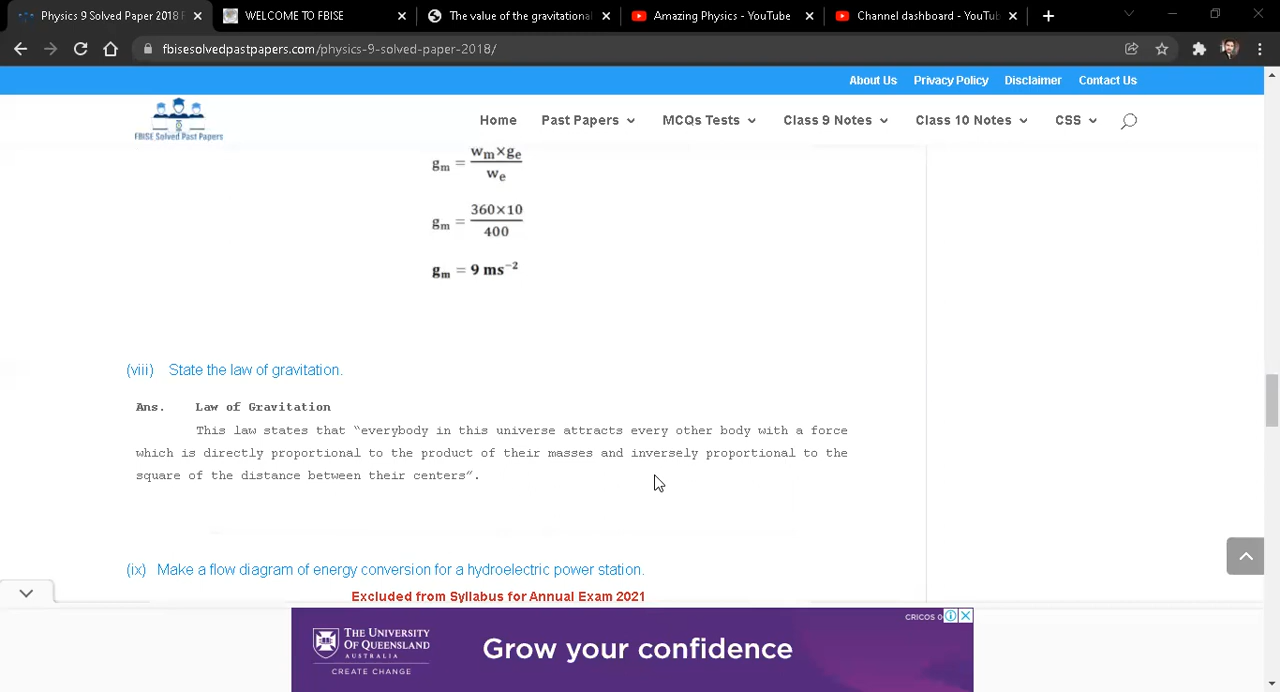 Physics 9 Solved Paper 2018 F
WELCOME TO FBISE
The value of the gravitational
Amazing Physics - YouTube
Channel dashboard - YouTub
fbisesolvedpastpapers.com/physics-9-solved-paper-2018/
About Us Privacy Policy Disclaimer Contact Us
FBISE Solved Past Papers
Home Past Papers MCQs Tests Class 9 Notes Class 10 Notes CSS
gₘ = wₘ×gₑ / wₑ
gₘ = 360×10 / 400
gₘ = 9 ms⁻²
(viii) State the law of gravitation.
Ans. Law of Gravitation
This law states that “everybody in this universe attracts every other body with a force
which is directly proportional to the product of their masses and inversely proportional to the
square of the distance between their centers”.
(ix) Make a flow diagram of energy conversion for a hydroelectric power station.
Excluded from Syllabus for Annual Exam 2021
CRICOS 0
THE UNIVERSITY
OF QUEENSLAND
AUSTRALIA
CREATE CHANGE
Grow your confidence